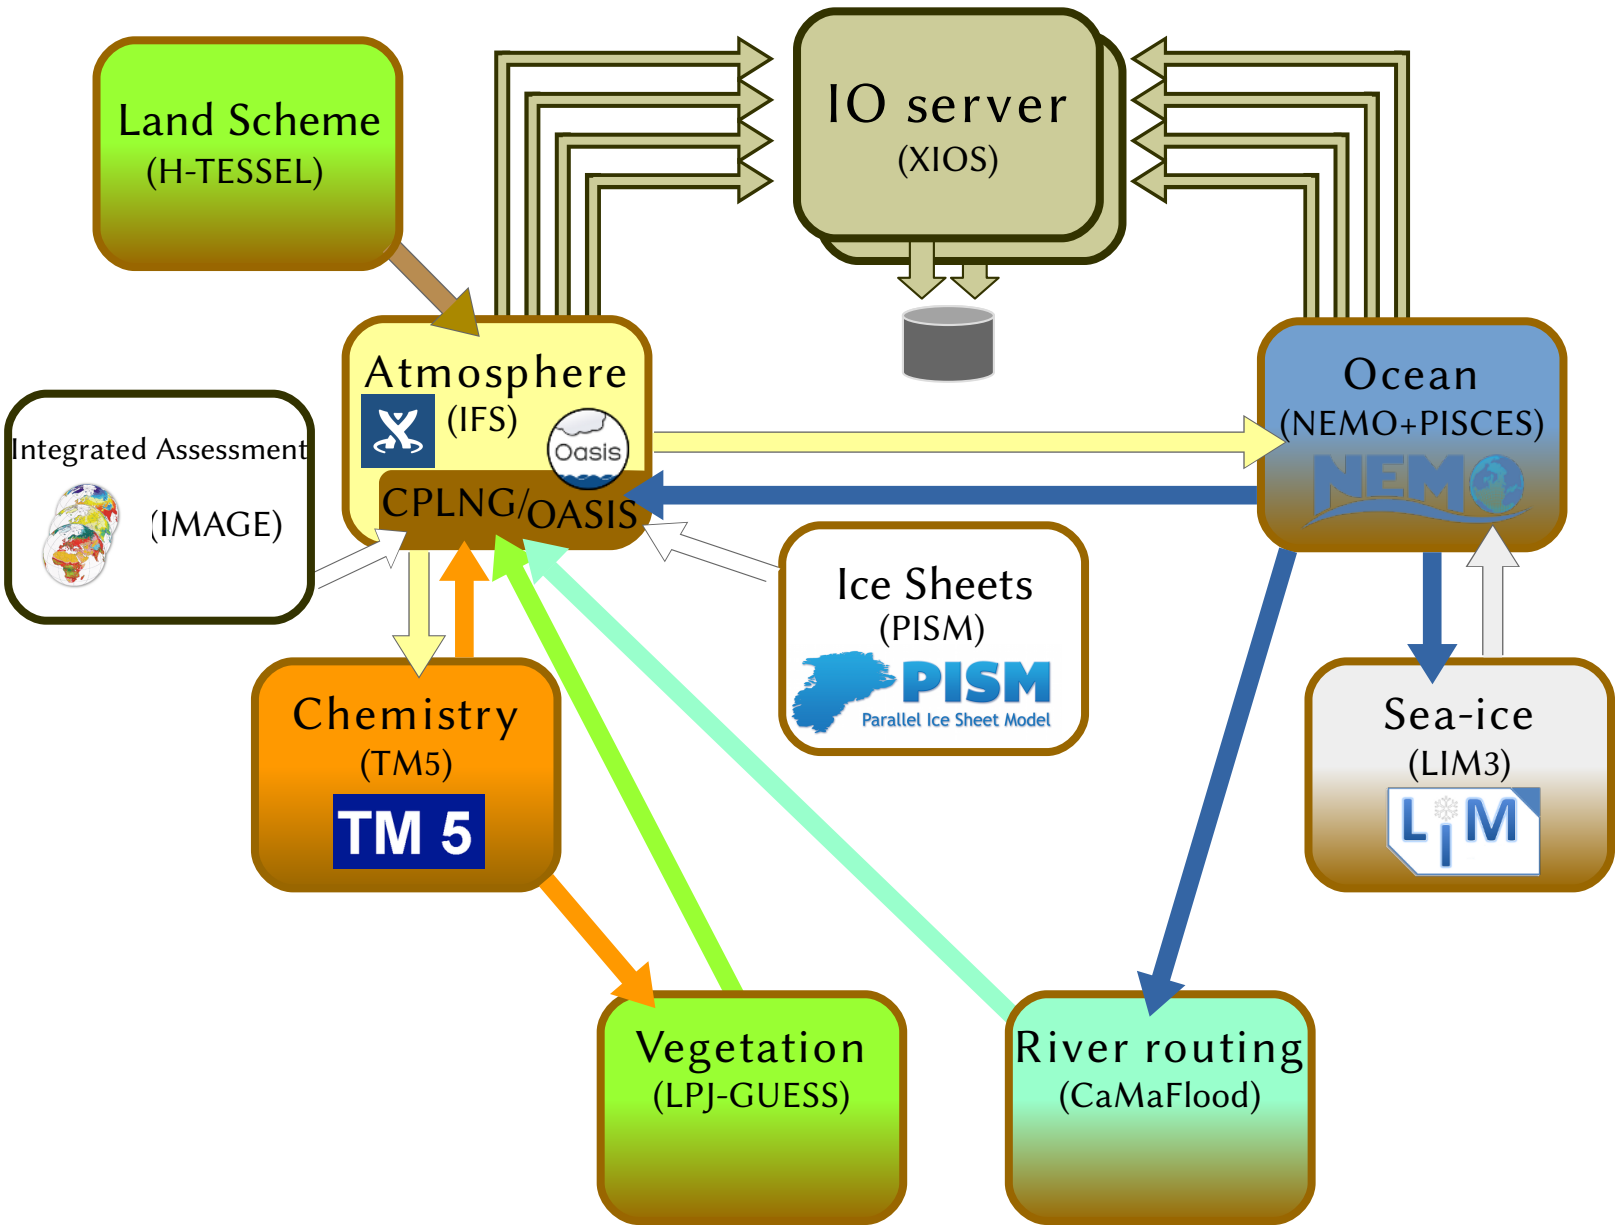 IO server
(XIOS)
Land Scheme
(H-TESSEL)
Atmosphere
(IFS)
Oasis
CPLNG/OASIS
Ocean
(NEMO+PISCES)
NEMO
Integrated Assessment
(IMAGE)
Ice Sheets
(PISM)
PISM
Parallel Ice Sheet Model
Chemistry
(TM5)
TM 5
Sea-ice
(LIM3)
LIM
Vegetation
(LPJ-GUESS)
River routing
(CaMaFlood)